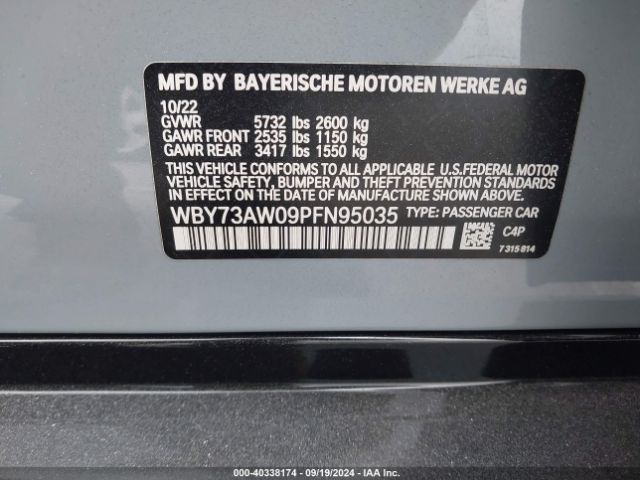 MFD BY BAYERISCHE MOTOREN WERKE AG
10/22
GVWR 5732 lbs 2600 kg
GAWR FRONT 2535 lbs 1150 kg
GAWR REAR 3417 lbs 1550 kg
THIS VEHICLE CONFORMS TO ALL APPLICABLE U.S.FEDERAL MOTOR
VEHICLE SAFETY, BUMPER AND THEFT PREVENTION STANDARDS
IN EFFECT ON THE DATE OF MANUFACTURE SHOWN ABOVE.
WBY73AW09PFN95035 TYPE: PASSENGER CAR
C4P
7315814
000-40338174 - 09/19/2024 - IAA Inc.